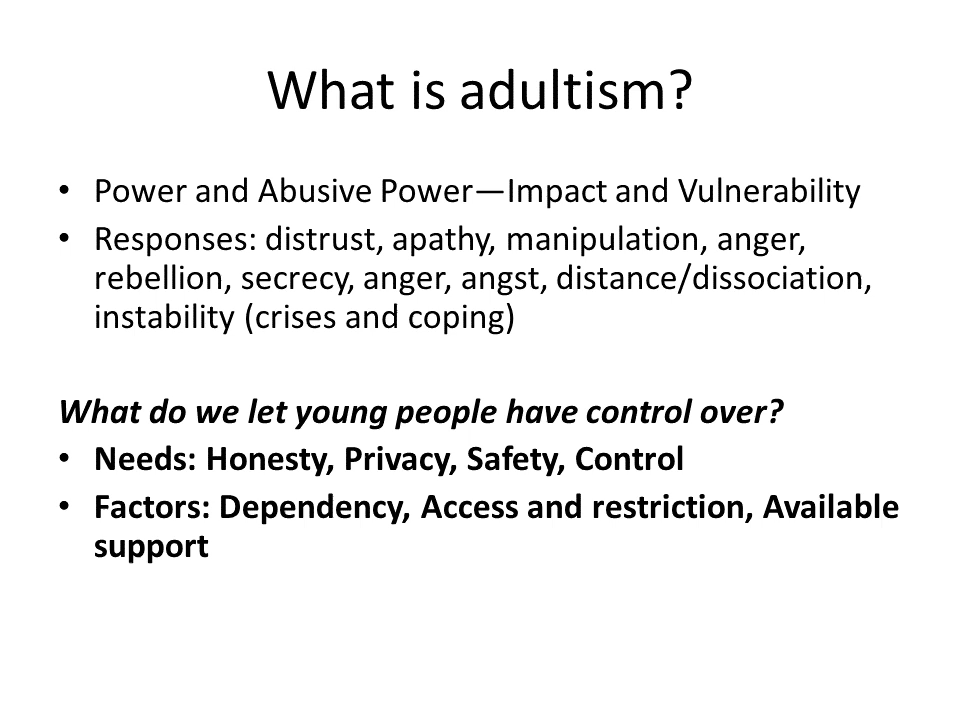 What is adultism?
• Power and Abusive Power—Impact and Vulnerability
• Responses: distrust, apathy, manipulation, anger,
rebellion, secrecy, anger, angst, distance/dissociation,
instability (crises and coping)
What do we let young people have control over?
• Needs: Honesty, Privacy, Safety, Control
• Factors: Dependency, Access and restriction, Available
support